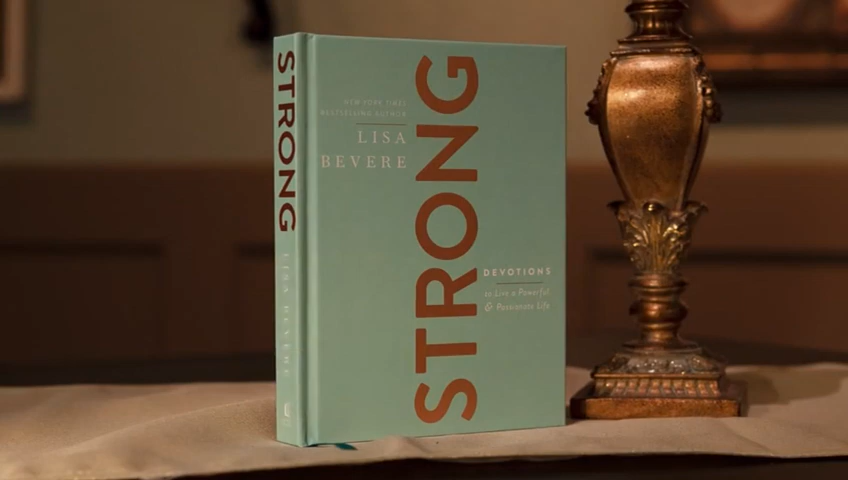 STRONG
LISA BEVERE
NEW YORK TIMES
BESTSELLING AUTHOR
LISA
BEVERE
STRONG
DEVOTIONS
to Live a Powerful
& Passionate Life